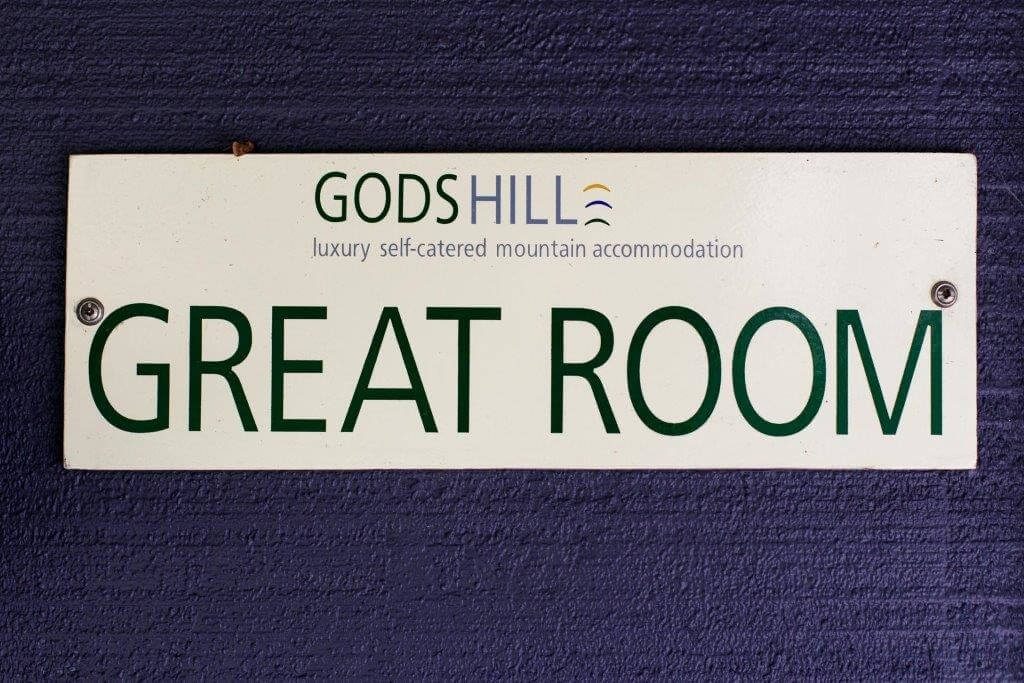 GODSHILL
luxury self-catered mountain accommodation
GREAT ROOM